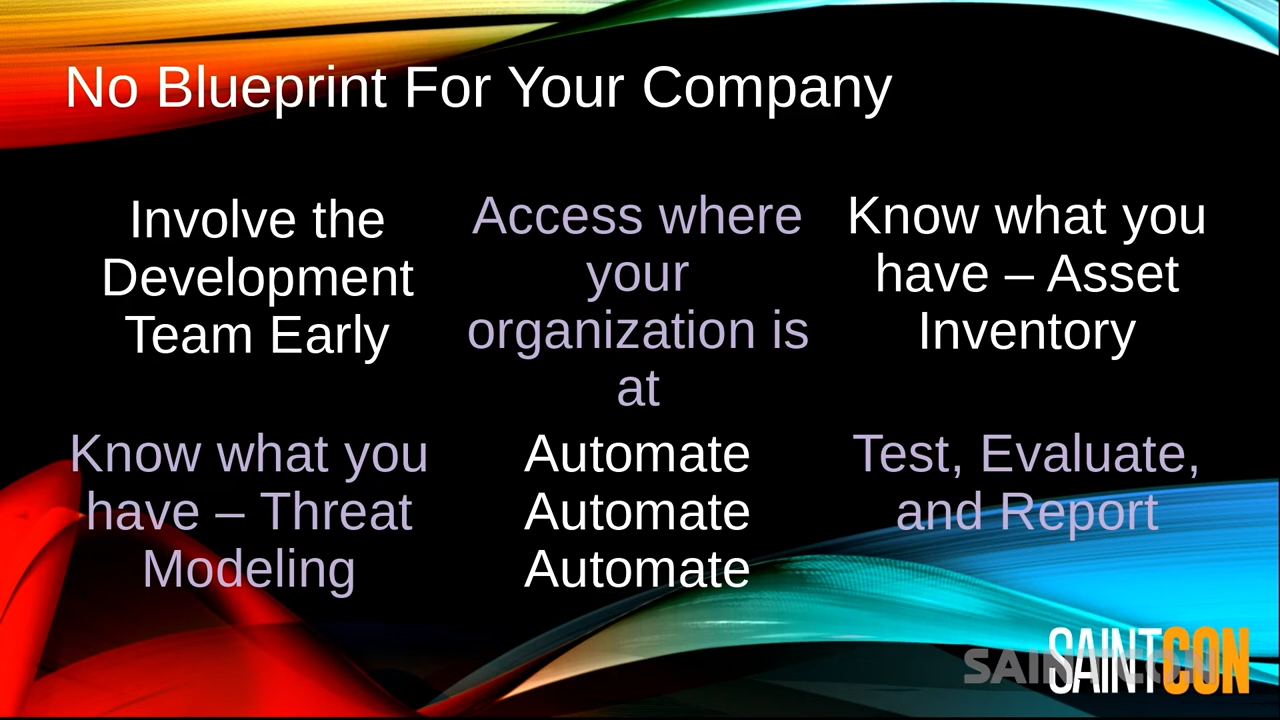 No Blueprint For Your Company
Involve the
Development
Team Early
Access where
your
organization is
at
Know what you
have – Asset
Inventory
Know what you
have – Threat
Modeling
Automate
Automate
Automate
Test, Evaluate,
and Report
SAINTCON
SAINTCON